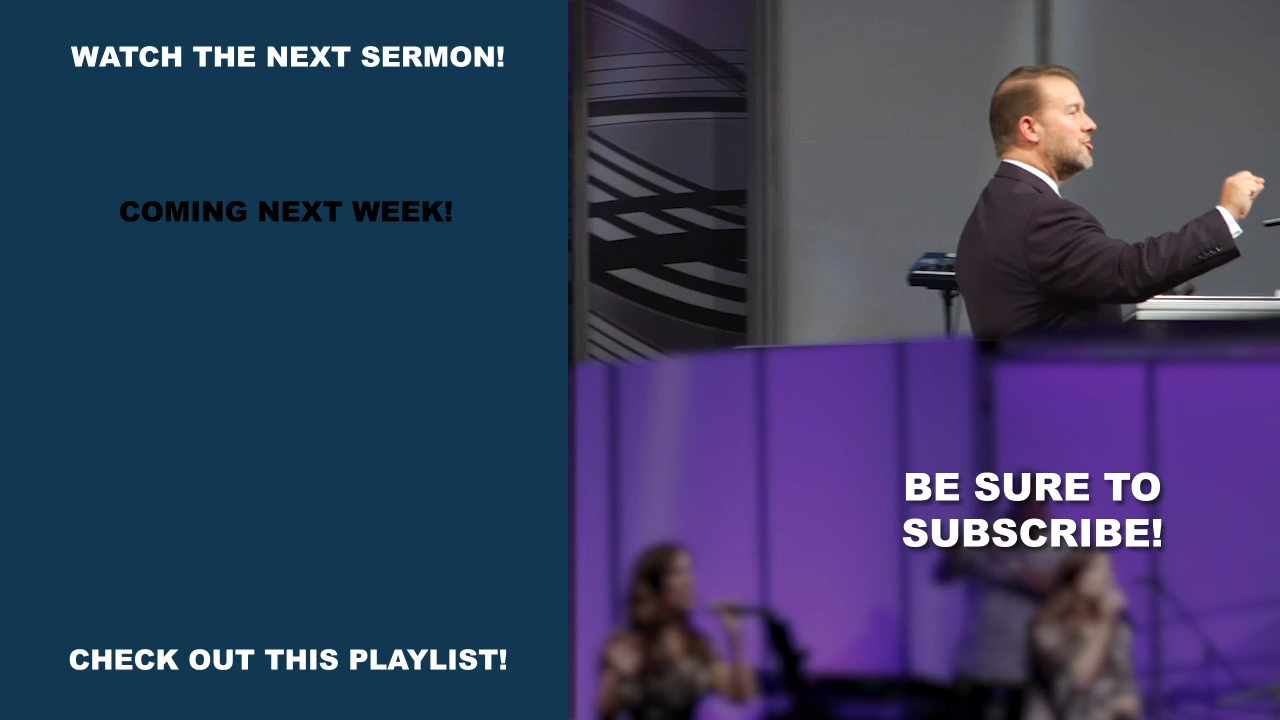 WATCH THE NEXT SERMON!
COMING NEXT WEEK!
CHECK OUT THIS PLAYLIST!
BE SURE TO
SUBSCRIBE!